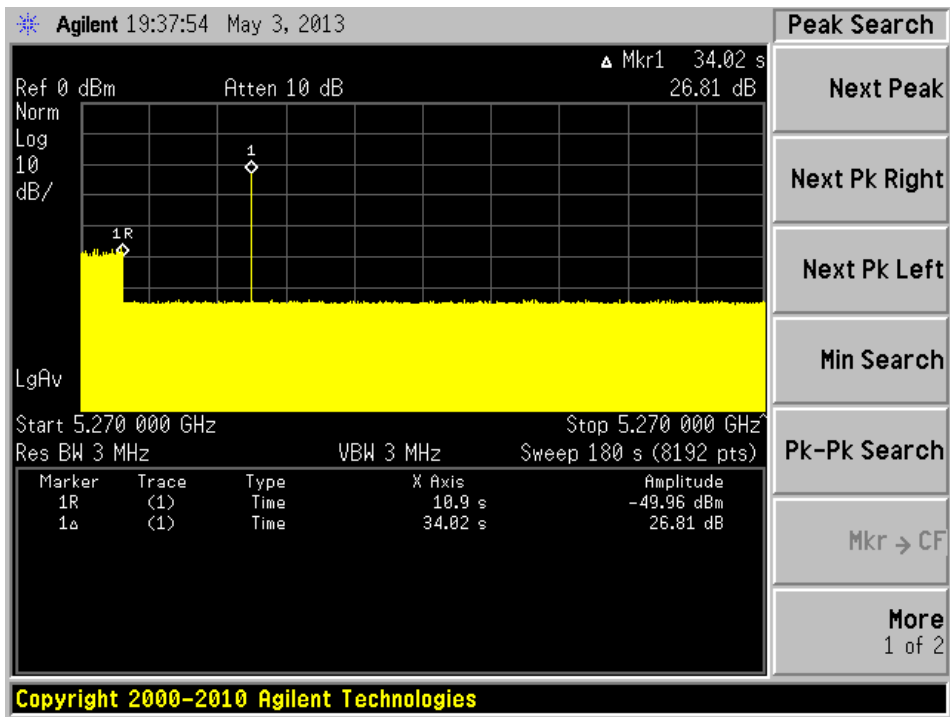 Agilent 19:37:54 May 3, 2013
Peak Search
Δ Mkr1 34.02 s
Ref 0 dBm Atten 10 dB 26.81 dB
Norm
Log
10
dB/
1
1R
LgAv
Start 5.270 000 GHz Stop 5.270 000 GHz^
Res BW 3 MHz VBW 3 MHz Sweep 180 s (8192 pts)
Marker Trace Type X Axis Amplitude
1R (1) Time 10.9 s -49.96 dBm
1Δ (1) Time 34.02 s 26.81 dB
Next Peak
Next Pk Right
Next Pk Left
Min Search
Pk-Pk Search
Mkr → CF
More
1 of 2
Copyright 2000-2010 Agilent Technologies